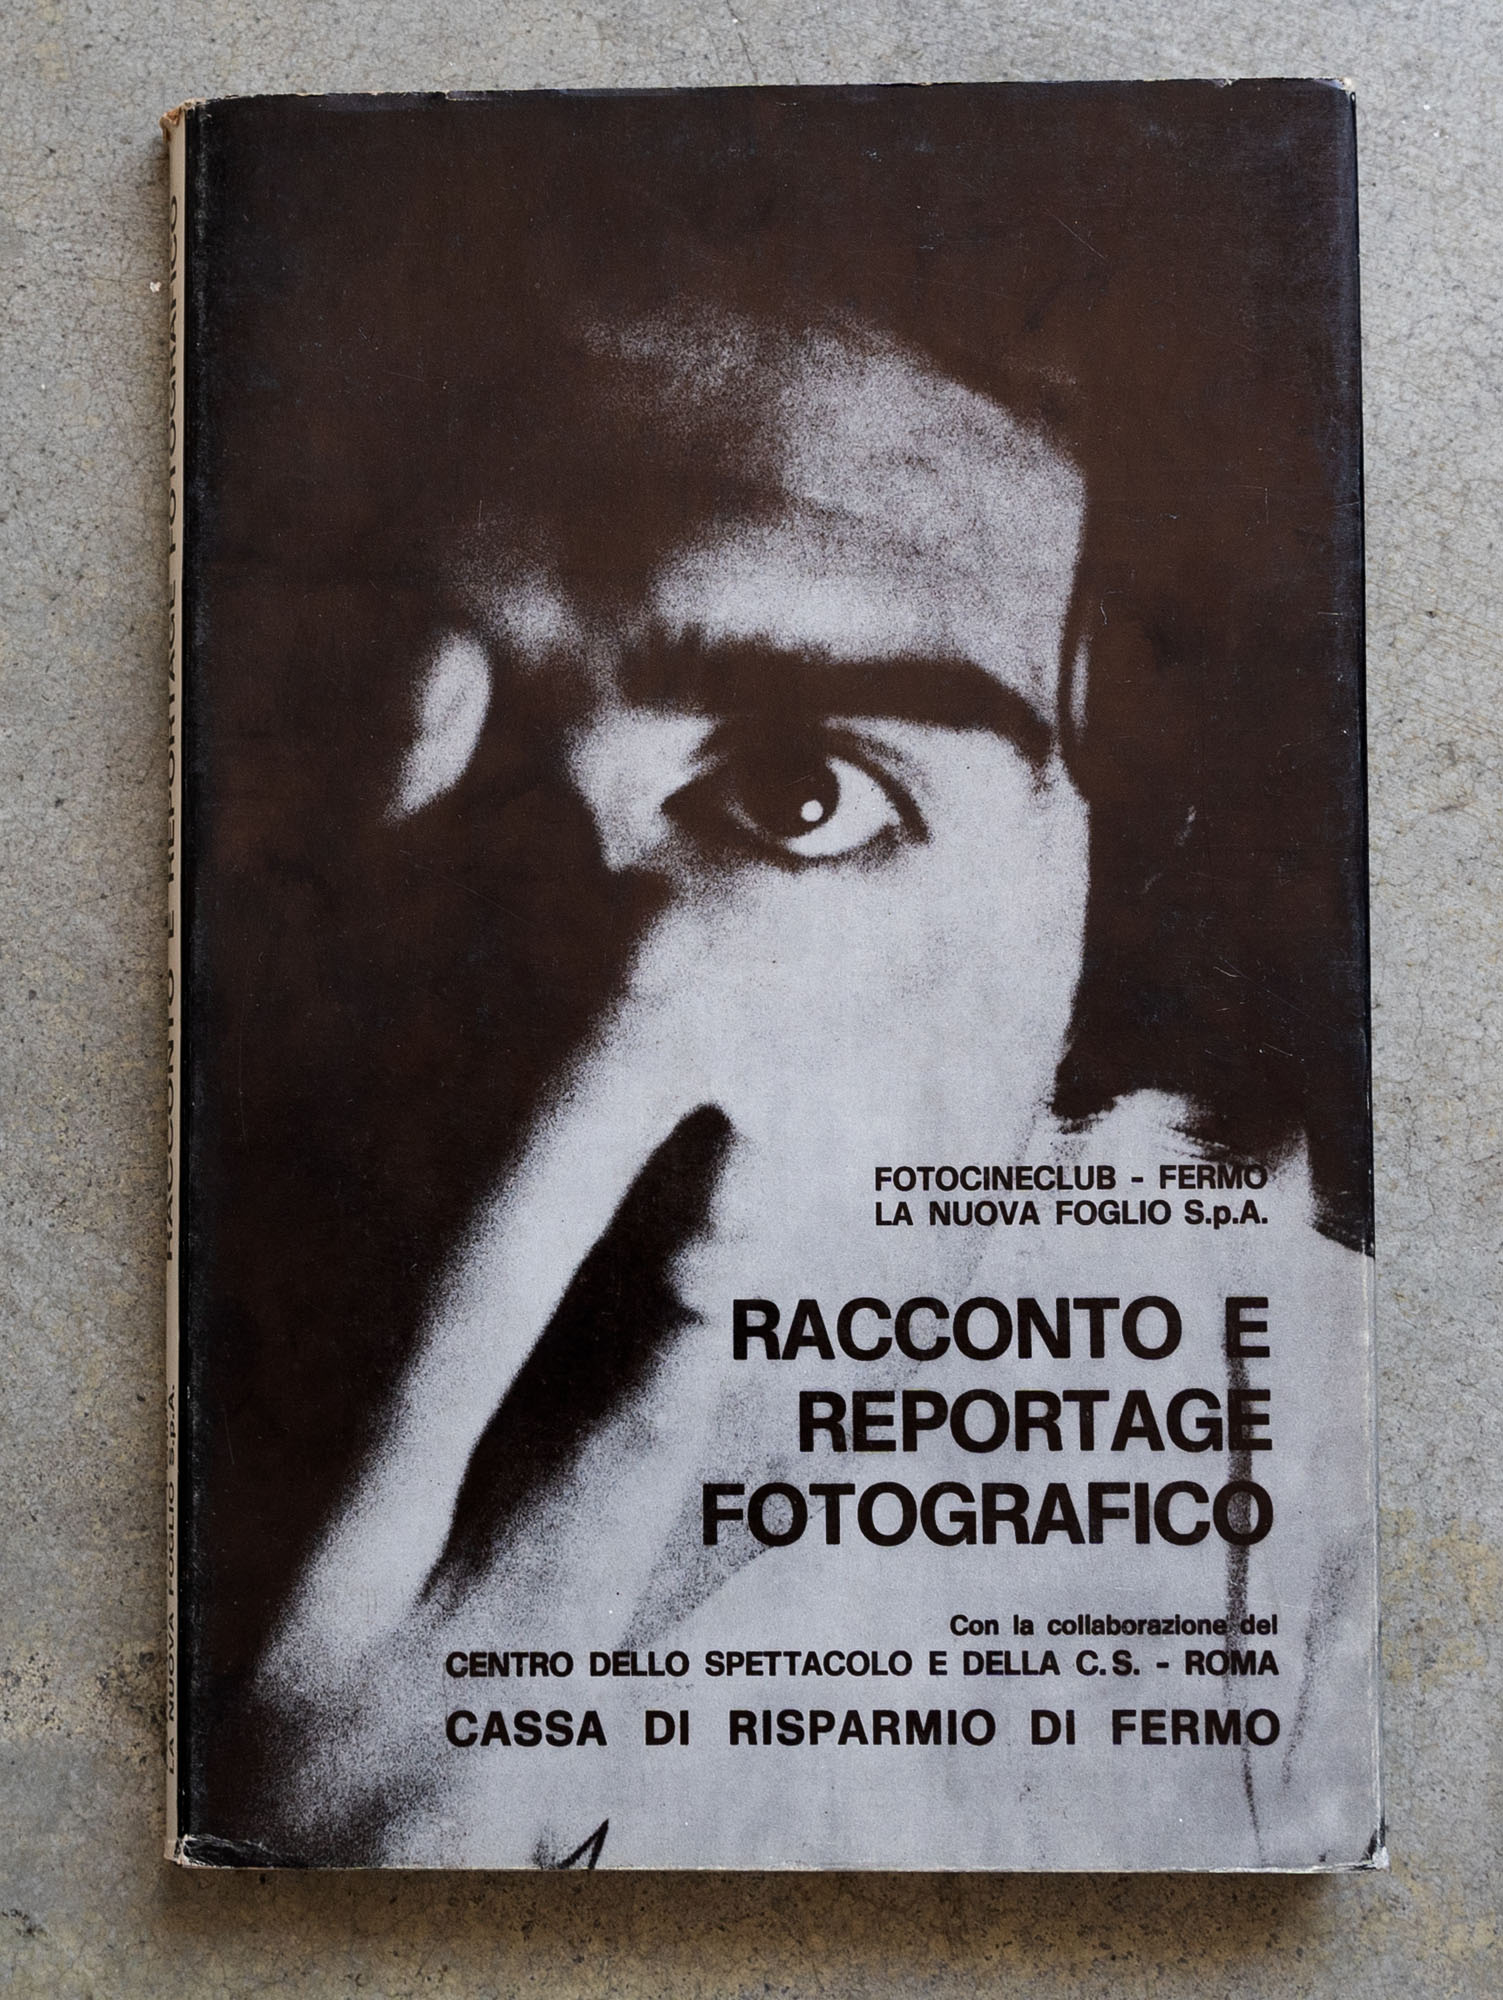 FOTOCINECLUB - FERMO
LA NUOVA FOGLIO S.p.A.
RACCONTO E
REPORTAGE
FOTOGRAFICO
Con la collaborazione del
CENTRO DELLO SPETTACOLO E DELLA C.S. - ROMA
CASSA DI RISPARMIO DI FERMO
LA NUOVA FOGLIO S.p.A. RACCONTO E REPORTAGE FOTOGRAFICO